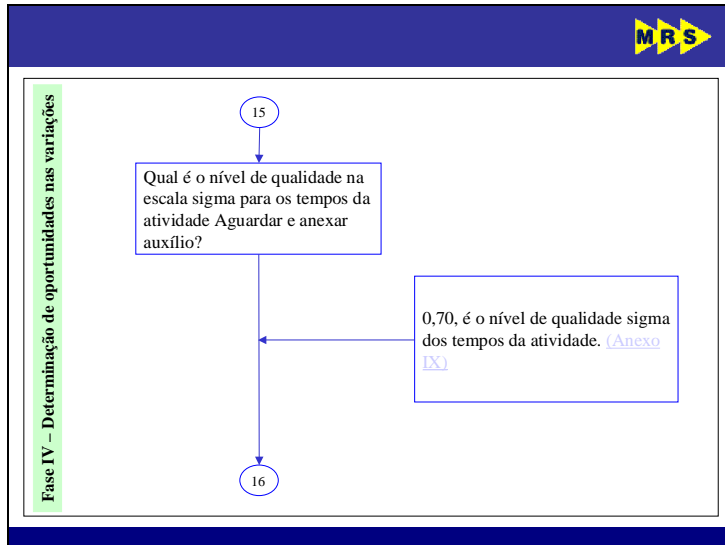 MRS
Fase IV – Determinação de oportunidades nas variações
15
Qual é o nível de qualidade na
escala sigma para os tempos da
atividade Aguardar e anexar
auxílio?
0,70, é o nível de qualidade sigma
dos tempos da atividade. (Anexo
IX)
16